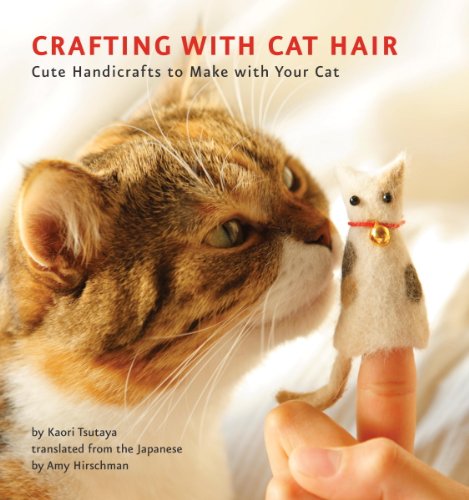 CRAFTING WITH CAT HAIR
Cute Handicrafts to Make with Your Cat
by Kaori Tsutaya
translated from the Japanese
by Amy Hirschman